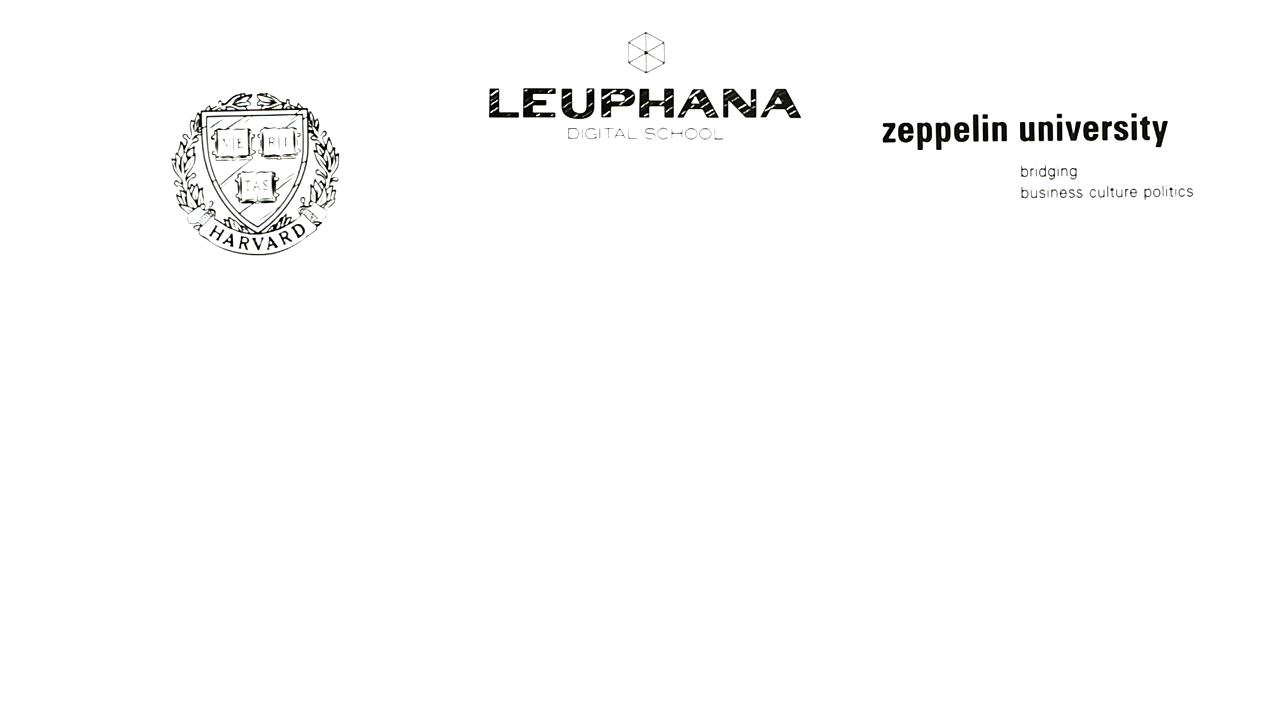 VE RI
TAS
HARVARD
LEUPHANA
DIGITAL SCHOOL
zeppelin university
bridging
business culture politics